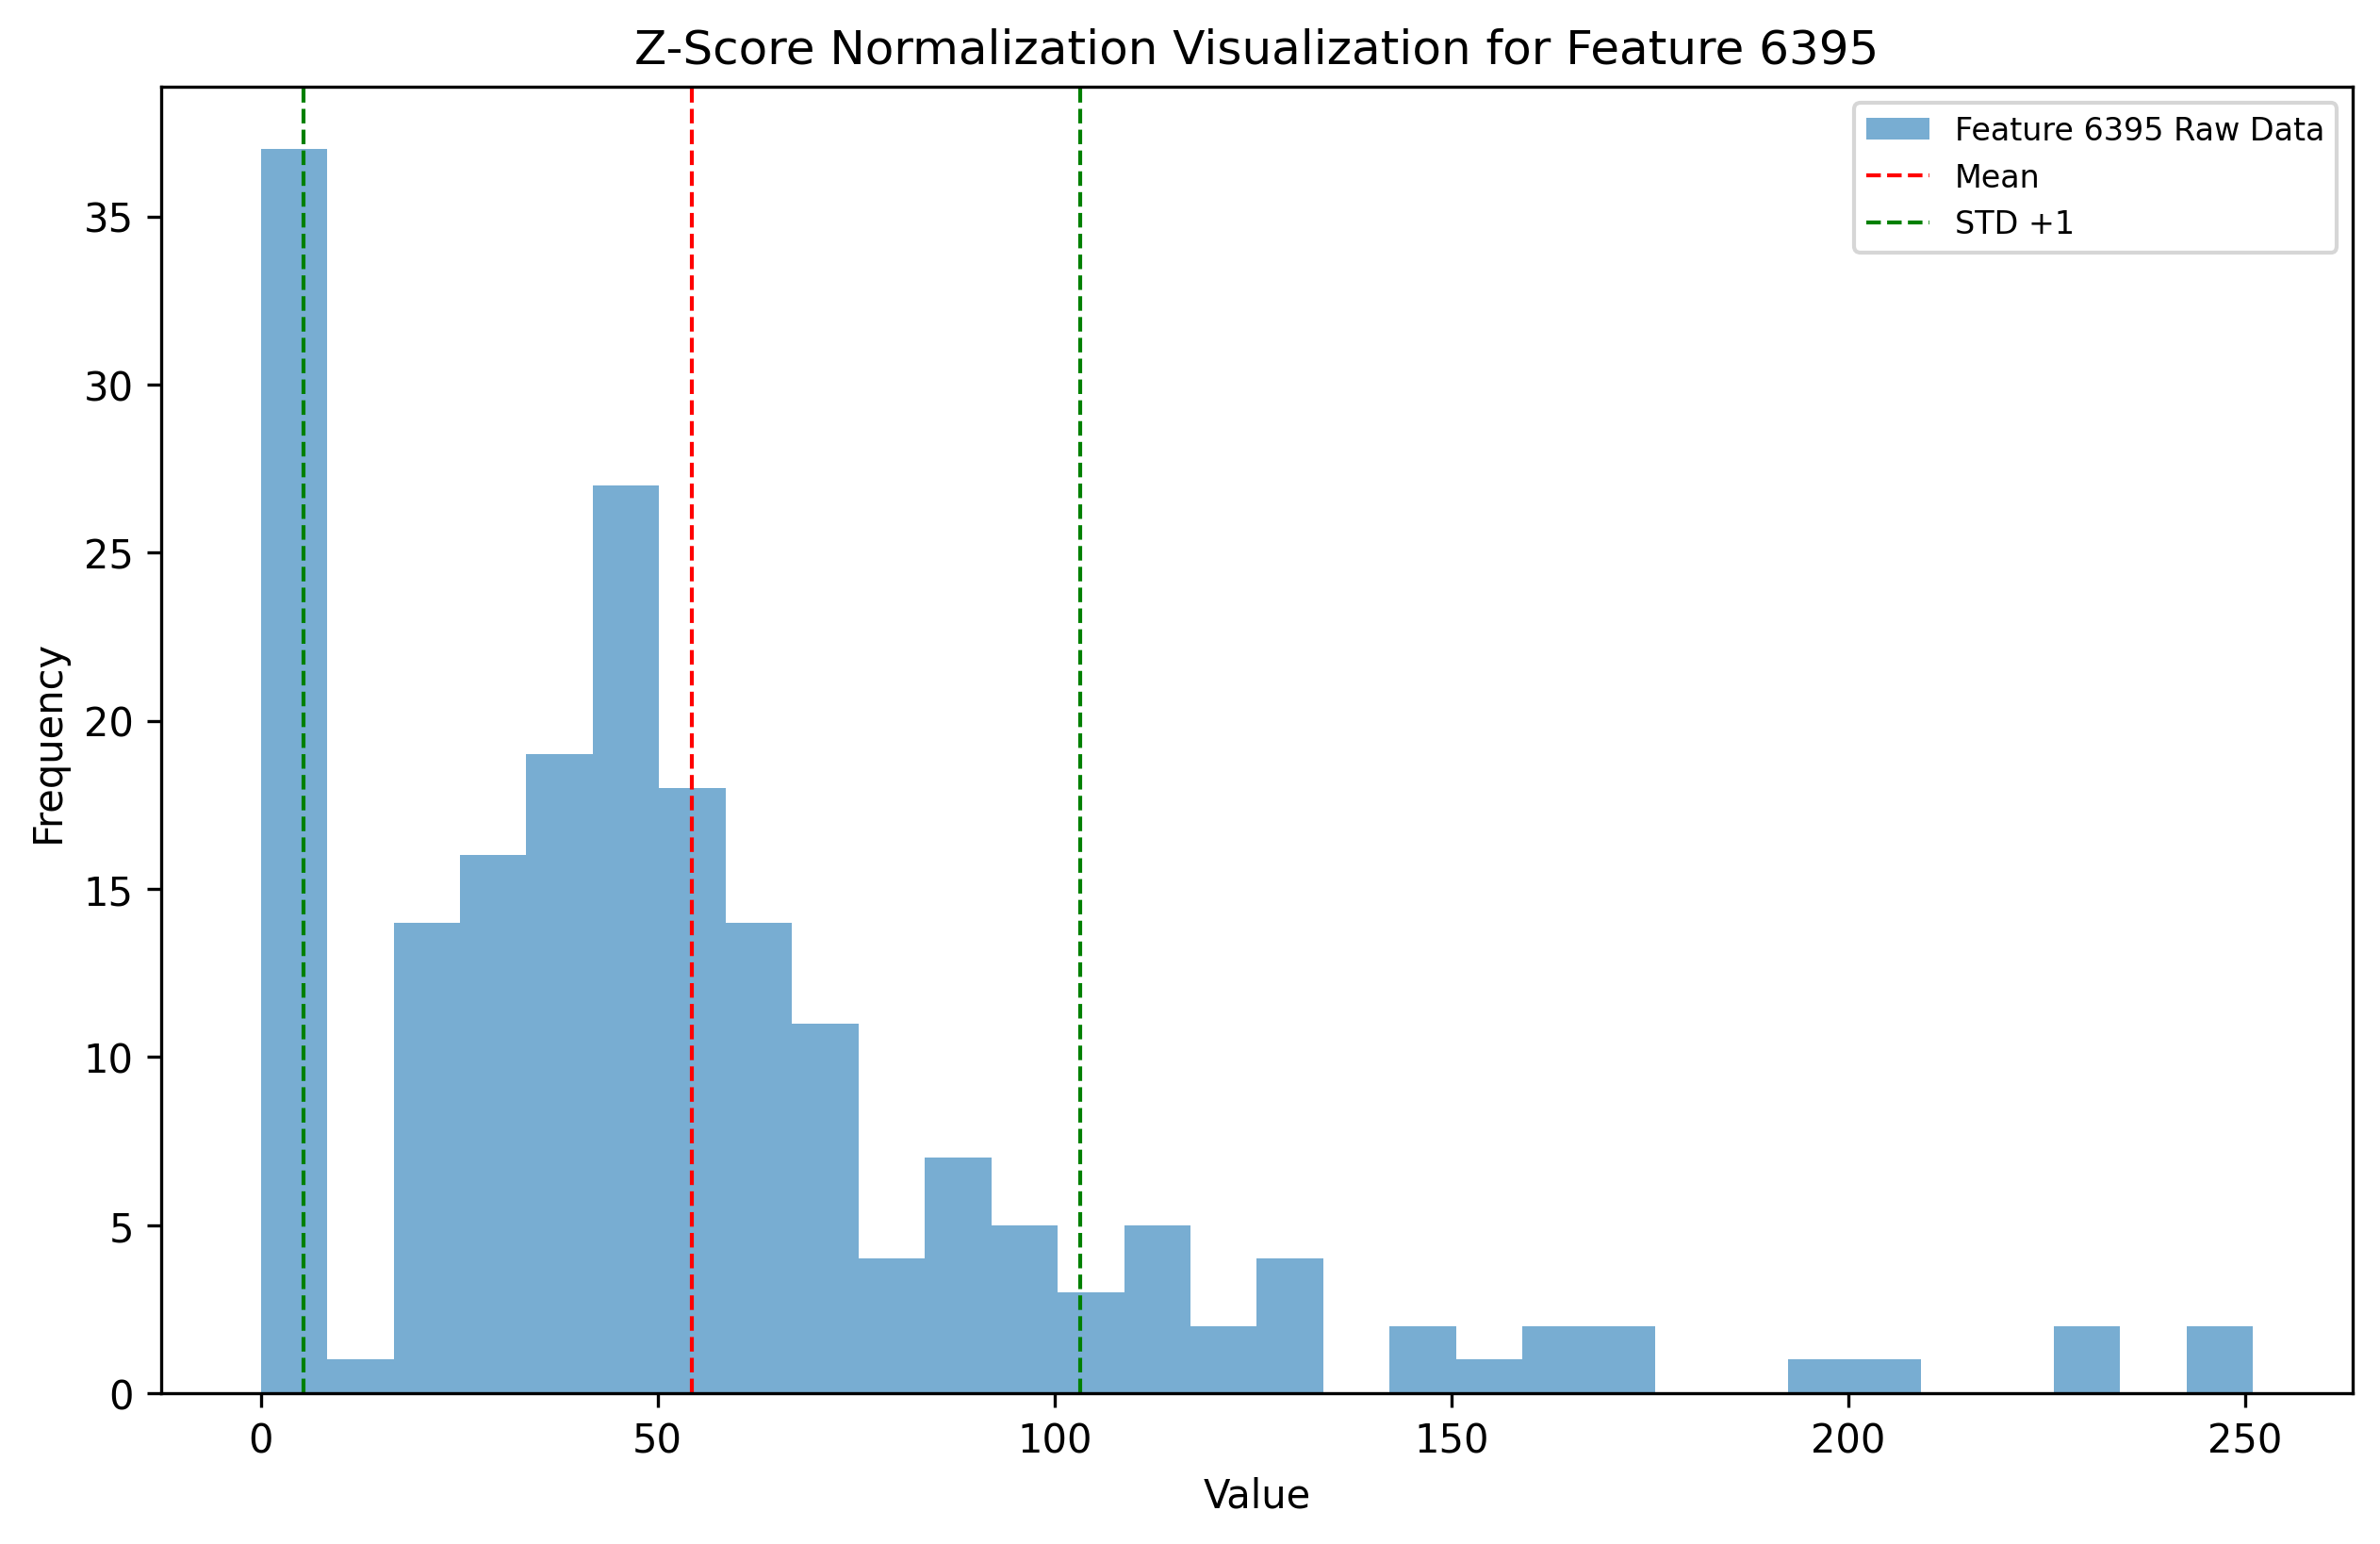 Z-Score Normalization Visualization for Feature 6395
Feature 6395 Raw Data
Mean
STD +1
Frequency
35
30
25
20
15
10
5
0
0 50 100 150 200 250
Value